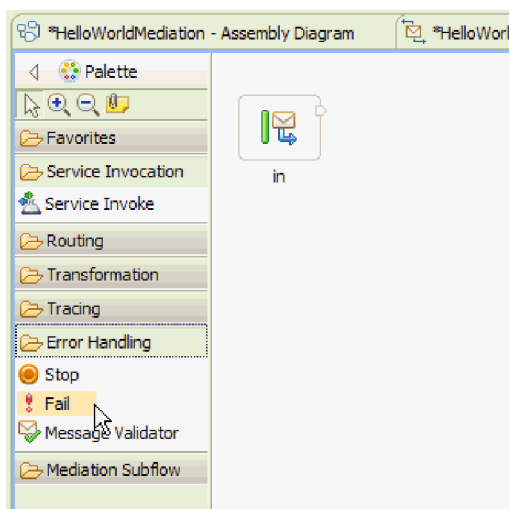 *HelloWorldMediation - Assembly Diagram
*HelloWorl
Palette
Favorites
Service Invocation
Service Invoke
Routing
Transformation
Tracing
Error Handling
Stop
Fail
Message Validator
Mediation Subflow
in